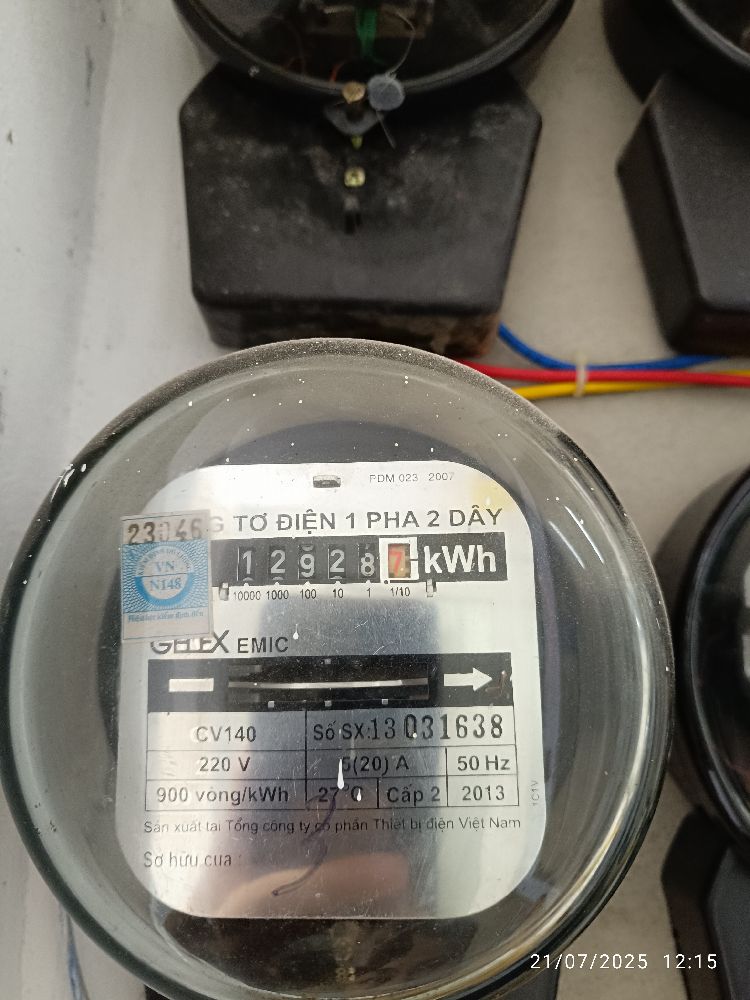 PDM 023 2007
23046
G TƠ ĐIỆN 1 PHA 2 DÂY
VN
N148
1 2 9 2 8 7 kWh
10000 1000 100 10 1 1/10
GELEX EMIC
CV140 Số SX:13 031638
220 V 5(20) A 50 Hz
900 vòng/kWh 27°C Cấp 2 2013
Sản xuất tại Tổng công ty cổ phần Thiết bị điện Việt Nam
Sở hữu của :
21/07/2025 12:15